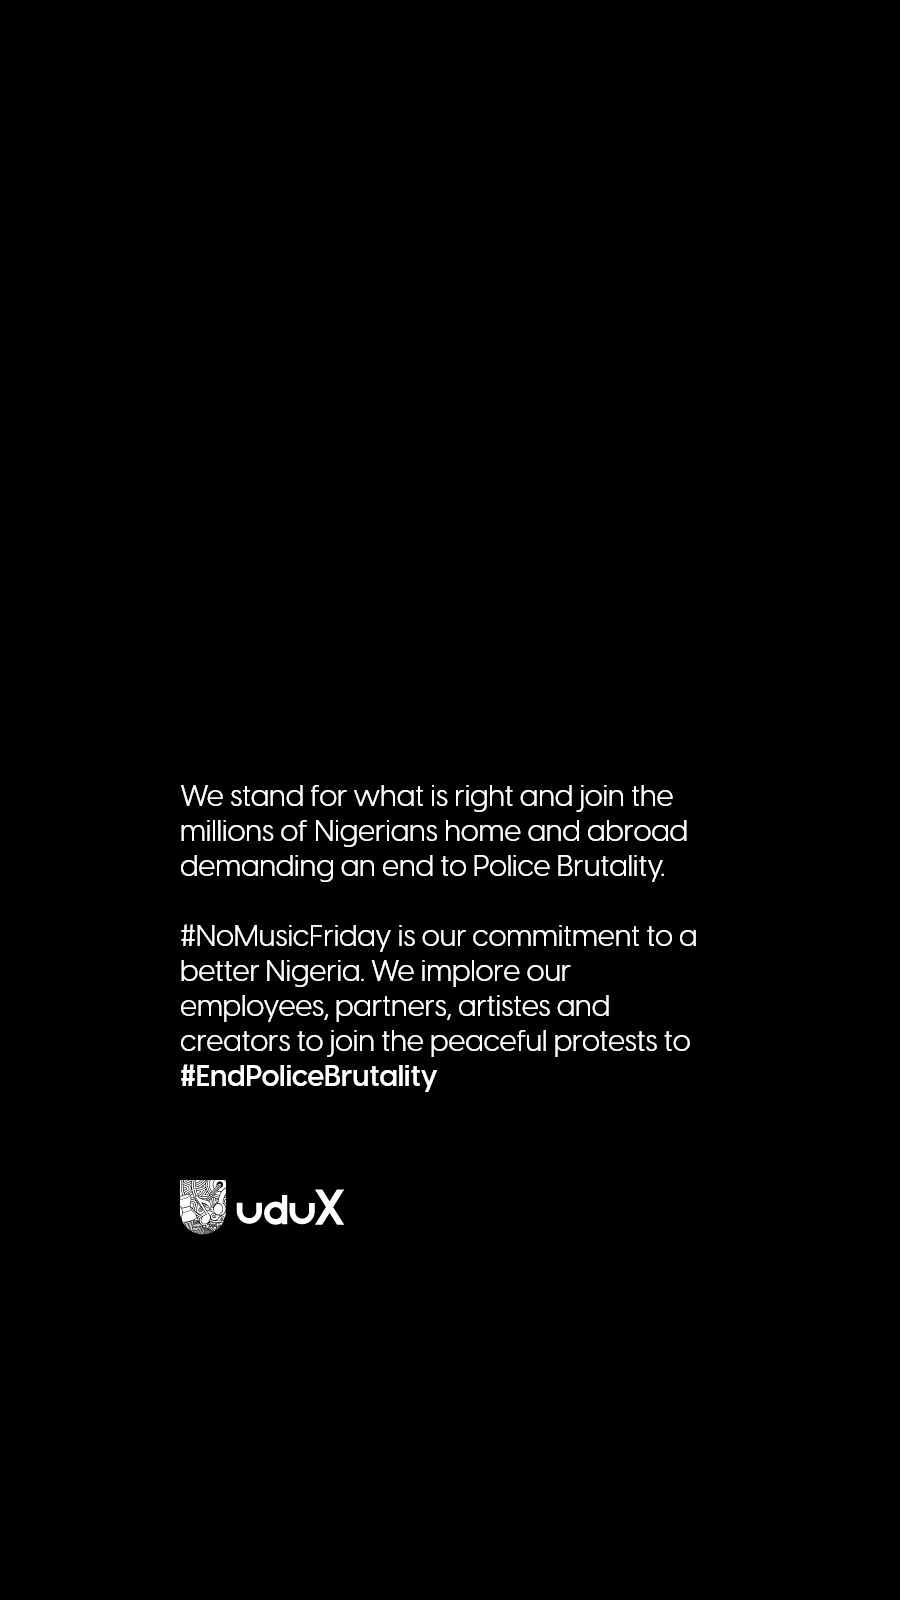 We stand for what is right and join the
millions of Nigerians home and abroad
demanding an end to Police Brutality.
#NoMusicFriday is our commitment to a
better Nigeria. We implore our
employees, partners, artistes and
creators to join the peaceful protests to
#EndPoliceBrutality
uduX